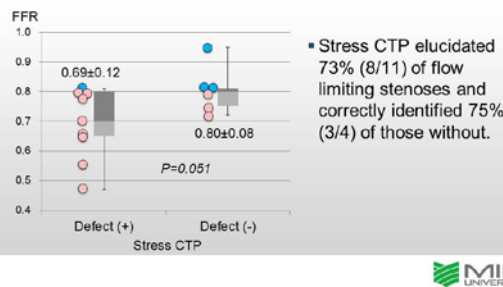 FFR
1.0
0.9
0.8
0.7
0.6
0.5
0.4
0.69±0.12
0.80±0.08
P=0.051
Defect (+) Defect (-)
Stress CTP
▪ Stress CTP elucidated
73% (8/11) of flow
limiting stenoses and
correctly identified 75%
(3/4) of those without.
UNIVER